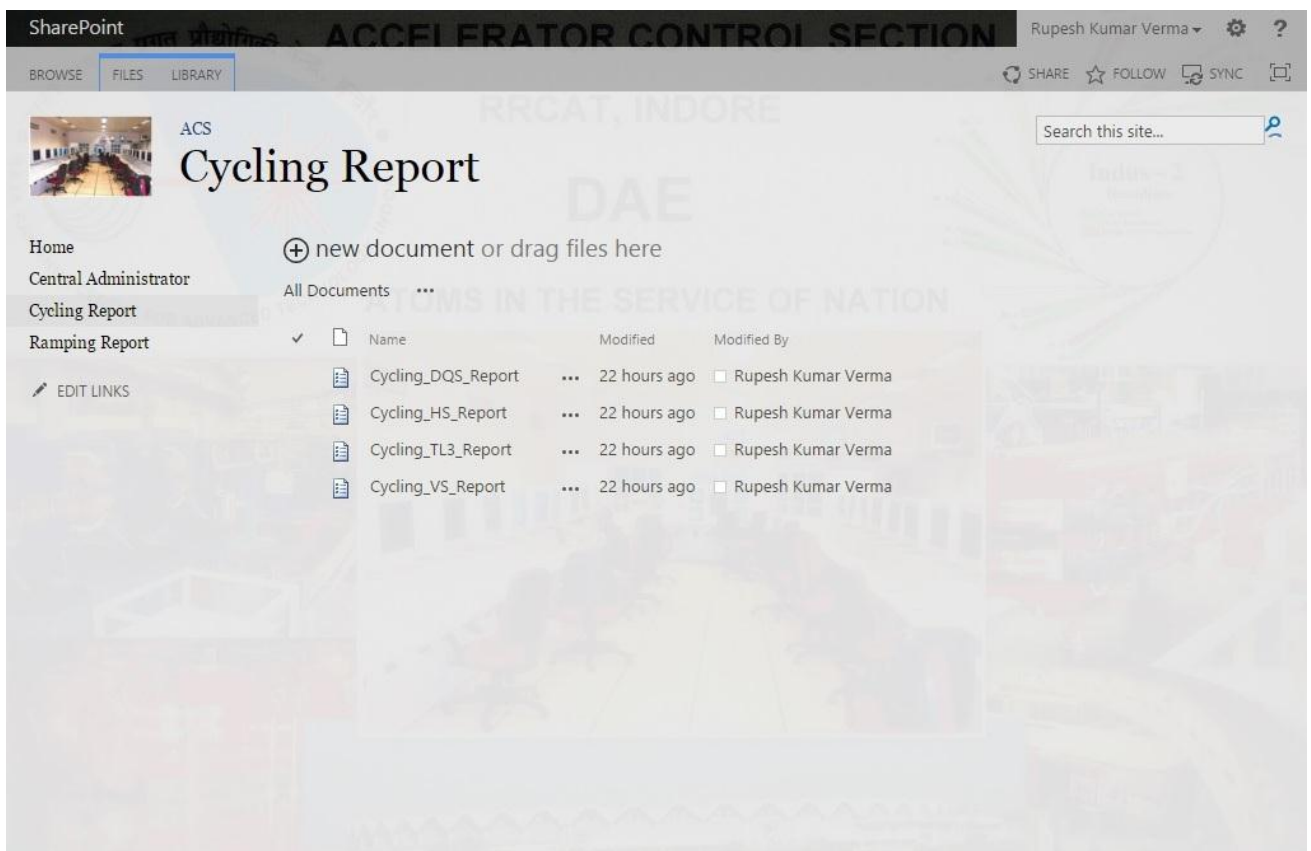 SharePoint
प्रगत प्रौद्योगिकी
ACCELERATOR CONTROL SECTION
Rupesh Kumar Verma
?
BROWSE FILES LIBRARY
SHARE FOLLOW SYNC
RRCAT, INDORE
ACS
Cycling Report
Search this site...
Indus - 2
DAE
Home
Central Administrator
Cycling Report
Ramping Report
EDIT LINKS
new document or drag files here
All Documents ...
ATOMS IN THE SERVICE OF NATION
Name Modified Modified By
Cycling_DQS_Report ... 22 hours ago Rupesh Kumar Verma
Cycling_HS_Report ... 22 hours ago Rupesh Kumar Verma
Cycling_TL3_Report ... 22 hours ago Rupesh Kumar Verma
Cycling_VS_Report ... 22 hours ago Rupesh Kumar Verma